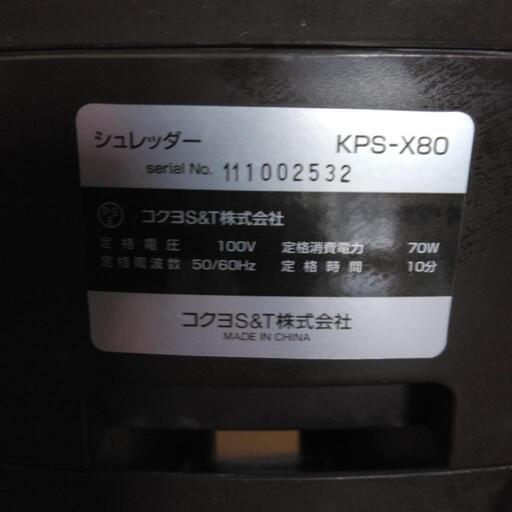 シュレッダー KPS-X80
serial No. 111002532
PS E コクヨS&T株式会社
定格電圧 100V 定格消費電力 70W
定格周波数 50/60Hz 定格時間 10分
コクヨS&T株式会社
MADE IN CHINA